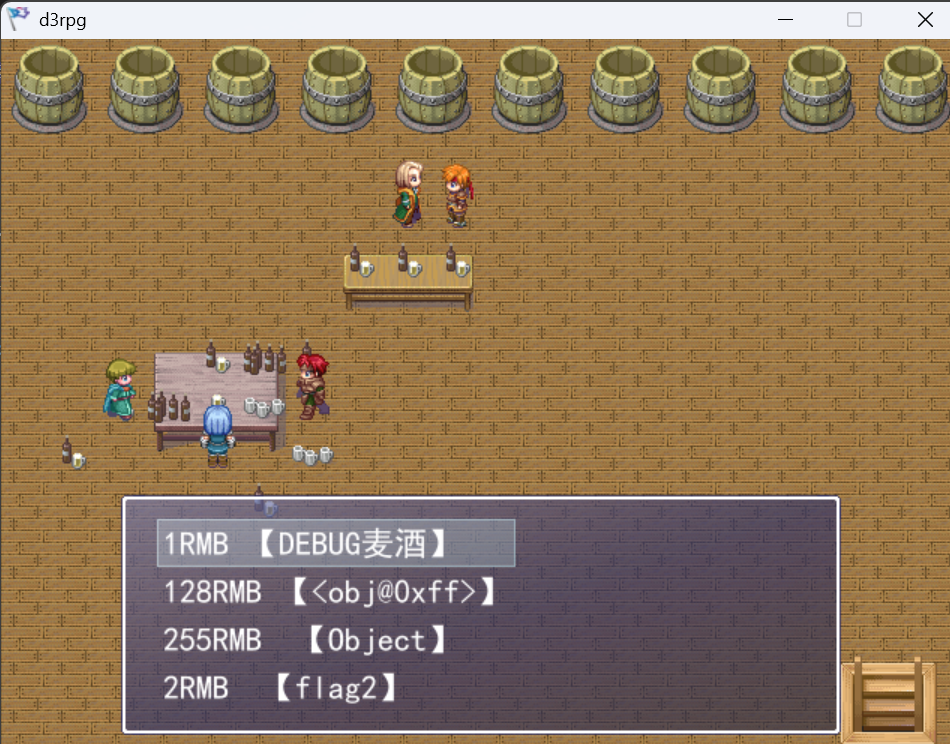 d3rpg
1RMB 【DEBUG麦酒】
128RMB 【<obj@0xff>】
255RMB 【Object】
2RMB 【flag2】